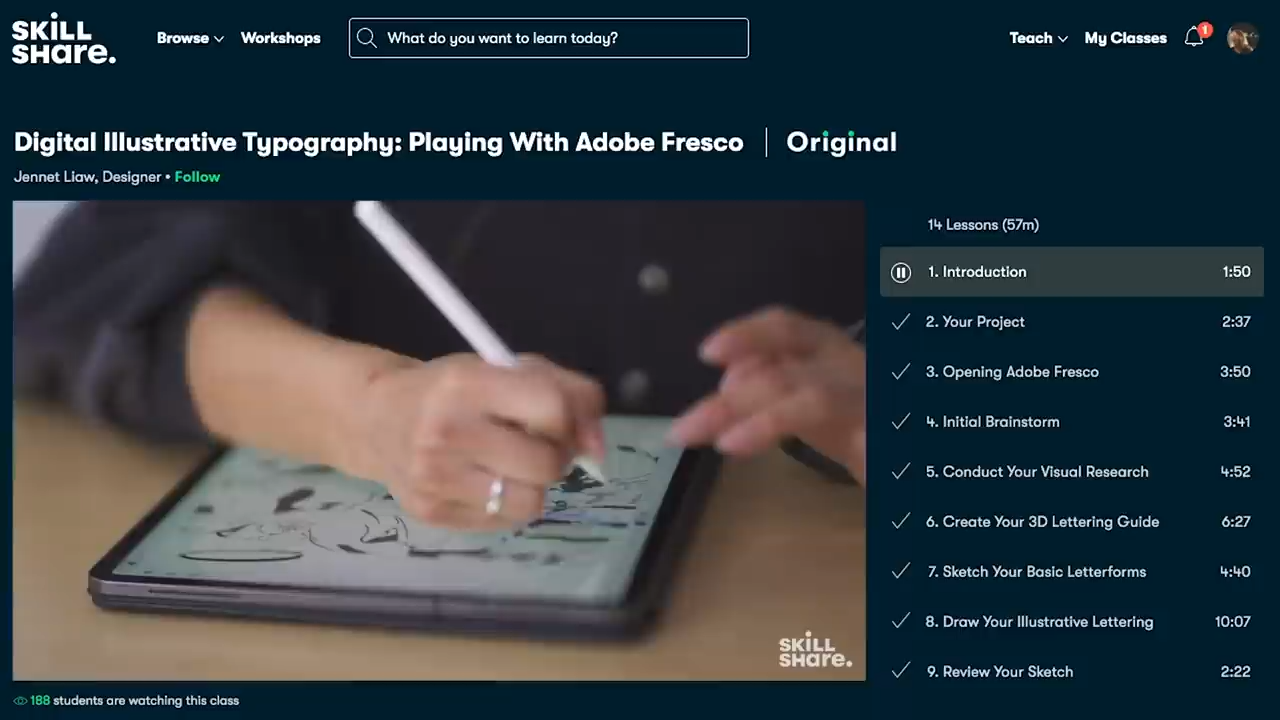 SKILL
SHARE.
Browse
Workshops
What do you want to learn today?
Teach
My Classes
1
Digital Illustrative Typography: Playing With Adobe Fresco | Original
Jennet Liaw, Designer • Follow
14 Lessons (57m)
1. Introduction 1:50
2. Your Project 2:37
3. Opening Adobe Fresco 3:50
4. Initial Brainstorm 3:41
5. Conduct Your Visual Research 4:52
6. Create Your 3D Lettering Guide 6:27
7. Sketch Your Basic Letterforms 4:40
8. Draw Your Illustrative Lettering 10:07
9. Review Your Sketch 2:22
SKILL
SHARE.
188 students are watching this class